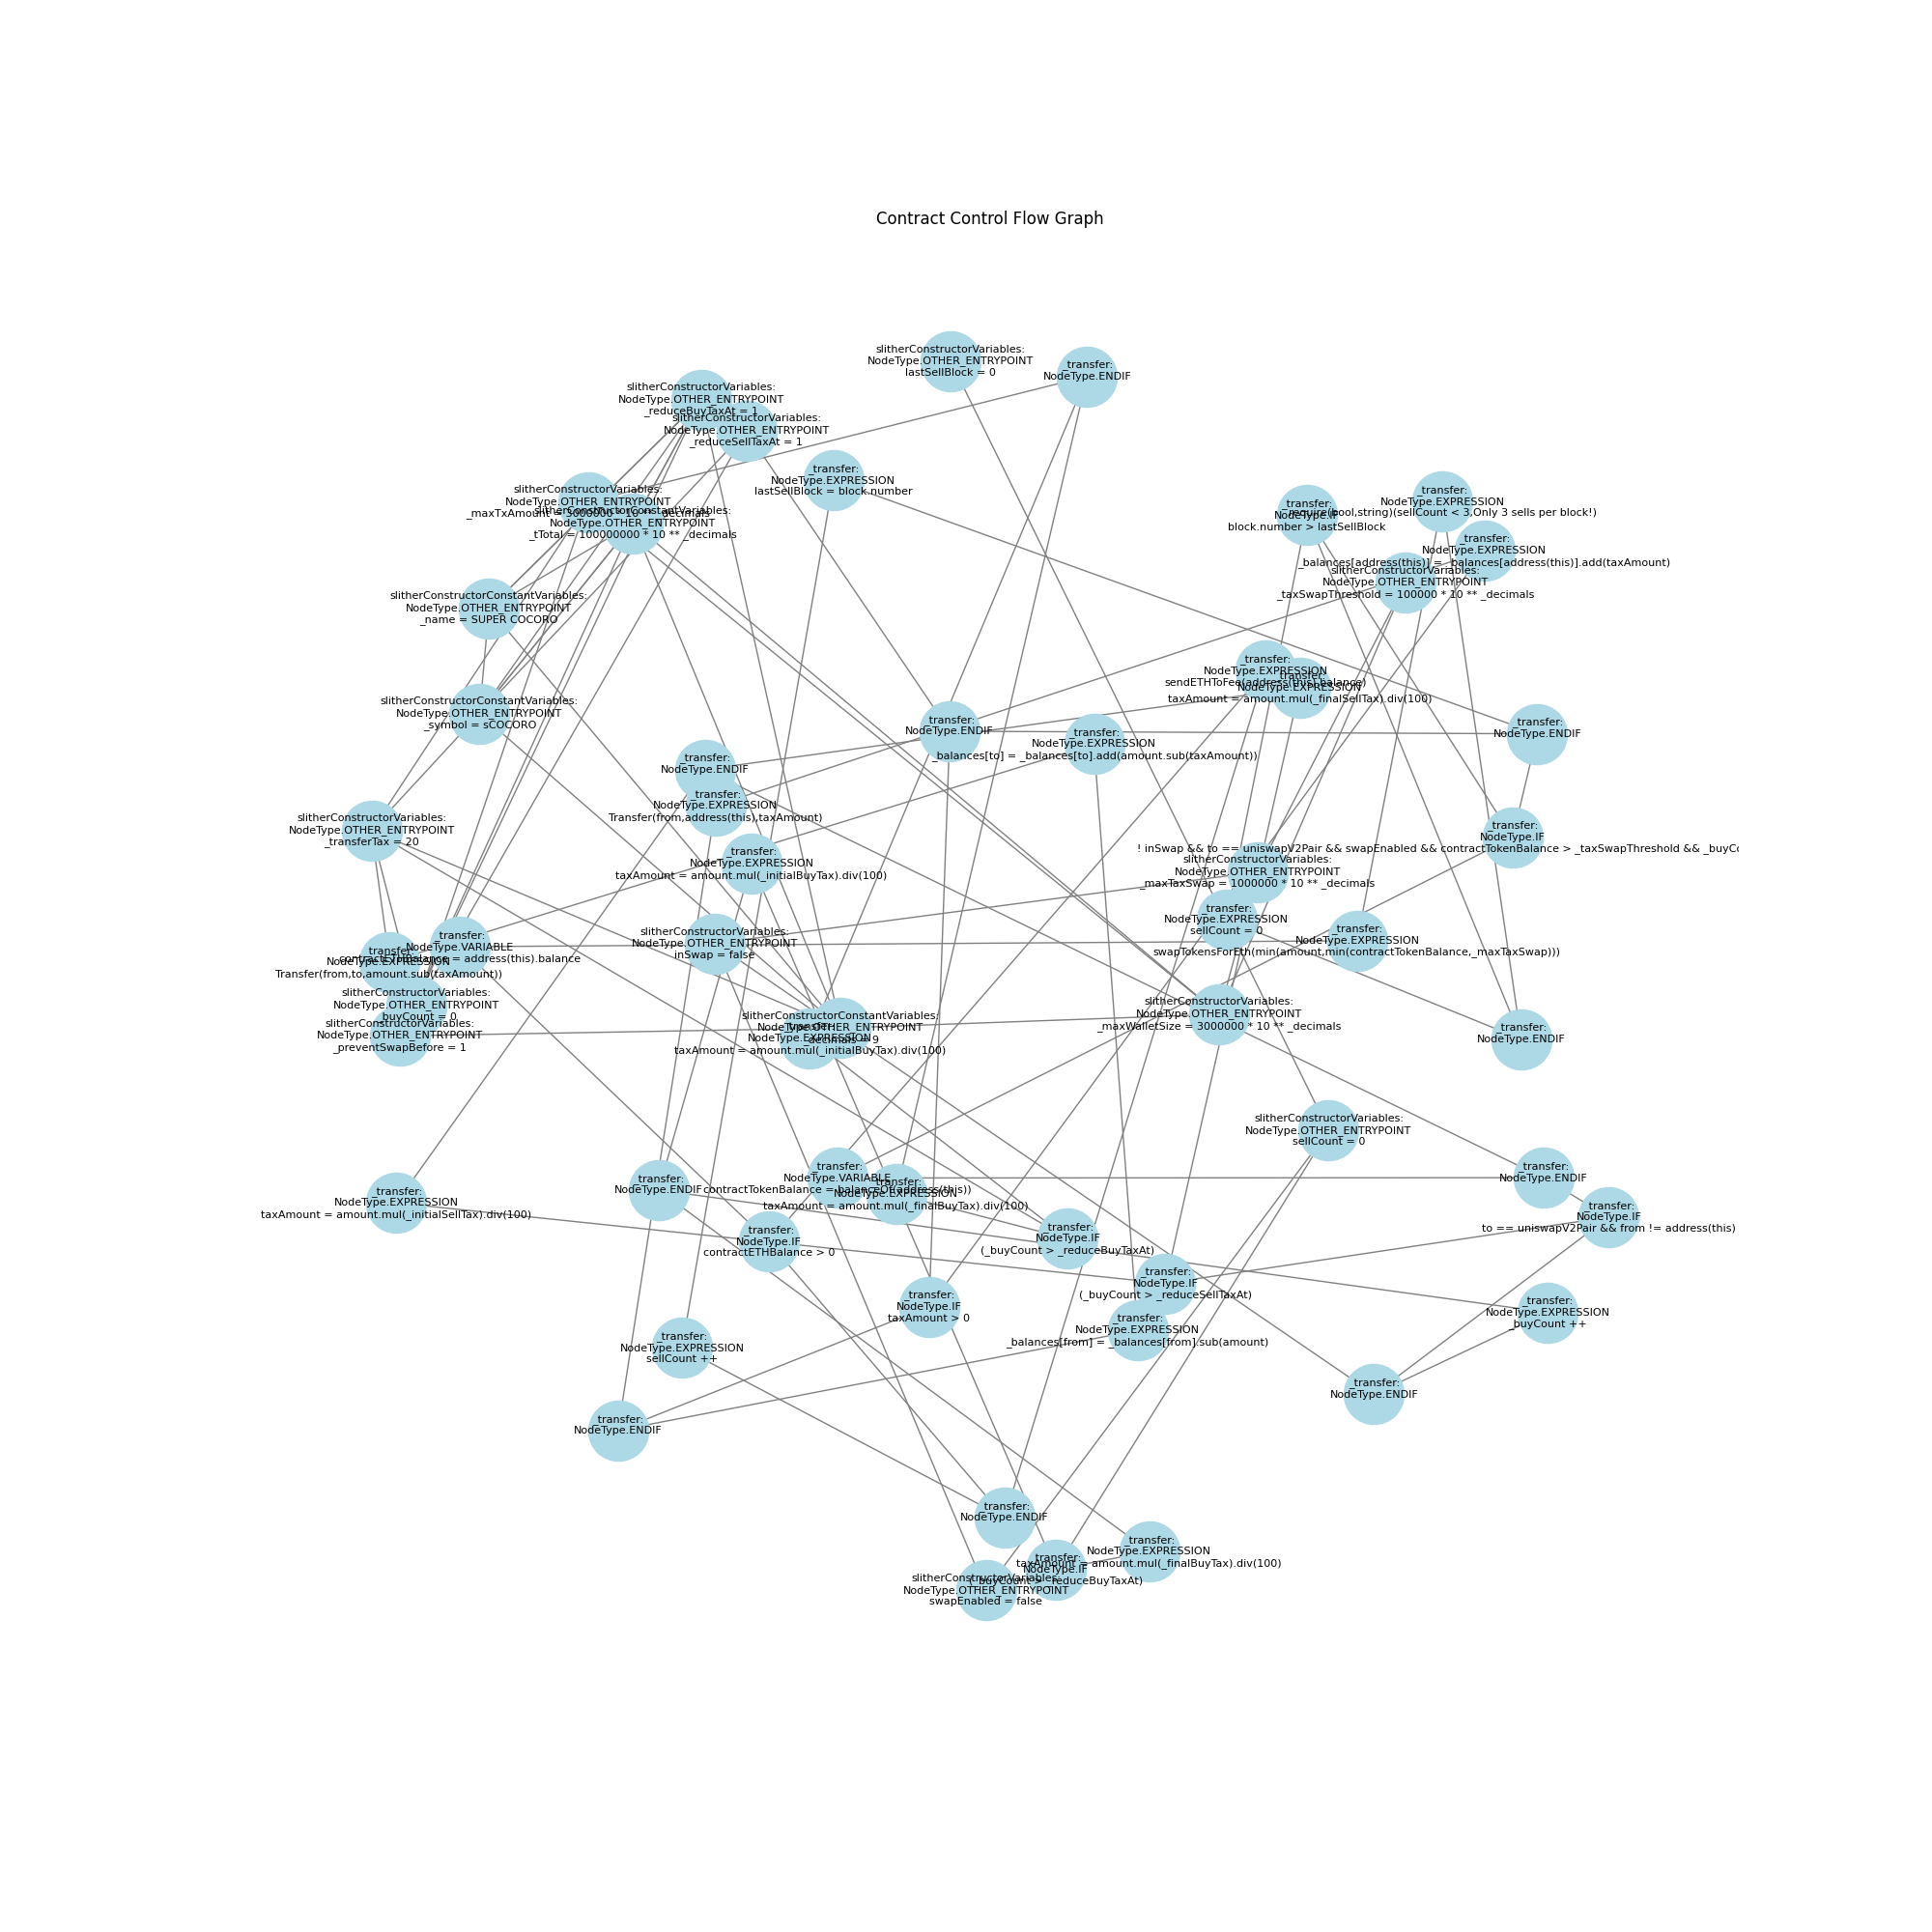 Contract Control Flow Graph
slitherConstructorVariables:
NodeType.OTHER_ENTRYPOINT
lastSellBlock = 0
_transfer:
NodeType.ENDIF
slitherConstructorVariables:
NodeType.OTHER_ENTRYPOINT
_reduceBuyTaxAt = 1
slitherConstructorVariables:
NodeType.OTHER_ENTRYPOINT
_reduceSellTaxAt = 1
_transfer:
NodeType.EXPRESSION
lastSellBlock = block.number
slitherConstructorVariables:
NodeType.OTHER_ENTRYPOINT
_maxTxAmount = 3000000 * 10 ** _decimals
slitherConstructorConstantVariables:
NodeType.OTHER_ENTRYPOINT
_tTotal = 100000000 * 10 ** _decimals
_transfer:
NodeType.IF
block.number > lastSellBlock
_transfer:
NodeType.EXPRESSION
require(bool,string)(sellCount < 3,Only 3 sells per block!)
_transfer:
NodeType.EXPRESSION
_balances[address(this)] = _balances[address(this)].add(taxAmount)
slitherConstructorVariables:
NodeType.OTHER_ENTRYPOINT
_taxSwapThreshold = 100000 * 10 ** _decimals
slitherConstructorConstantVariables:
NodeType.OTHER_ENTRYPOINT
_name = SUPER COCORO
_transfer:
NodeType.EXPRESSION
sendETHToFee(address(this).balance)
_transfer:
NodeType.EXPRESSION
taxAmount = amount.mul(_finalSellTax).div(100)
slitherConstructorConstantVariables:
NodeType.OTHER_ENTRYPOINT
_symbol = sCOCORO
_transfer:
NodeType.ENDIF
_transfer:
NodeType.EXPRESSION
_balances[to] = _balances[to].add(amount.sub(taxAmount))
_transfer:
NodeType.ENDIF
_transfer:
NodeType.ENDIF
_transfer:
NodeType.EXPRESSION
Transfer(from,address(this),taxAmount)
slitherConstructorVariables:
NodeType.OTHER_ENTRYPOINT
_transferTax = 20
_transfer:
NodeType.IF
! inSwap && to == uniswapV2Pair && swapEnabled && contractTokenBalance > _taxSwapThreshold && _buyCo
_transfer:
NodeType.EXPRESSION
taxAmount = amount.mul(_initialBuyTax).div(100)
slitherConstructorVariables:
NodeType.OTHER_ENTRYPOINT
_maxTaxSwap = 1000000 * 10 ** _decimals
_transfer:
NodeType.EXPRESSION
sellCount = 0
slitherConstructorVariables:
NodeType.OTHER_ENTRYPOINT
inSwap = false
_transfer:
NodeType.EXPRESSION
swapTokensForEth(min(amount,min(contractTokenBalance,_maxTaxSwap)))
_transfer:
NodeType.VARIABLE
contractETHBalance = address(this).balance
_transfer:
NodeType.EXPRESSION
Transfer(from,to,amount.sub(taxAmount))
slitherConstructorVariables:
NodeType.OTHER_ENTRYPOINT
_buyCount = 0
slitherConstructorVariables:
NodeType.OTHER_ENTRYPOINT
_preventSwapBefore = 1
slitherConstructorConstantVariables:
NodeType.OTHER_ENTRYPOINT
_decimals = 9
_transfer:
NodeType.EXPRESSION
taxAmount = amount.mul(_initialBuyTax).div(100)
slitherConstructorVariables:
NodeType.OTHER_ENTRYPOINT
_maxWalletSize = 3000000 * 10 ** _decimals
_transfer:
NodeType.ENDIF
slitherConstructorVariables:
NodeType.OTHER_ENTRYPOINT
sellCount = 0
_transfer:
NodeType.VARIABLE
contractTokenBalance = balanceOf(address(this))
_transfer:
NodeType.ENDIF
_transfer:
NodeType.EXPRESSION
taxAmount = amount.mul(_finalBuyTax).div(100)
_transfer:
NodeType.ENDIF
_transfer:
NodeType.EXPRESSION
taxAmount = amount.mul(_initialSellTax).div(100)
_transfer:
NodeType.IF
to == uniswapV2Pair && from != address(this)
_transfer:
NodeType.IF
contractETHBalance > 0
_transfer:
NodeType.IF
(_buyCount > _reduceBuyTaxAt)
_transfer:
NodeType.IF
(_buyCount > _reduceSellTaxAt)
_transfer:
NodeType.IF
taxAmount > 0
_transfer:
NodeType.EXPRESSION
_buyCount ++
_transfer:
NodeType.EXPRESSION
_balances[from] = _balances[from].sub(amount)
_transfer:
NodeType.EXPRESSION
sellCount ++
_transfer:
NodeType.ENDIF
_transfer:
NodeType.ENDIF
_transfer:
NodeType.ENDIF
_transfer:
NodeType.EXPRESSION
taxAmount = amount.mul(_finalBuyTax).div(100)
_transfer:
NodeType.IF
(_buyCount > _reduceBuyTaxAt)
slitherConstructorVariables:
NodeType.OTHER_ENTRYPOINT
swapEnabled = false